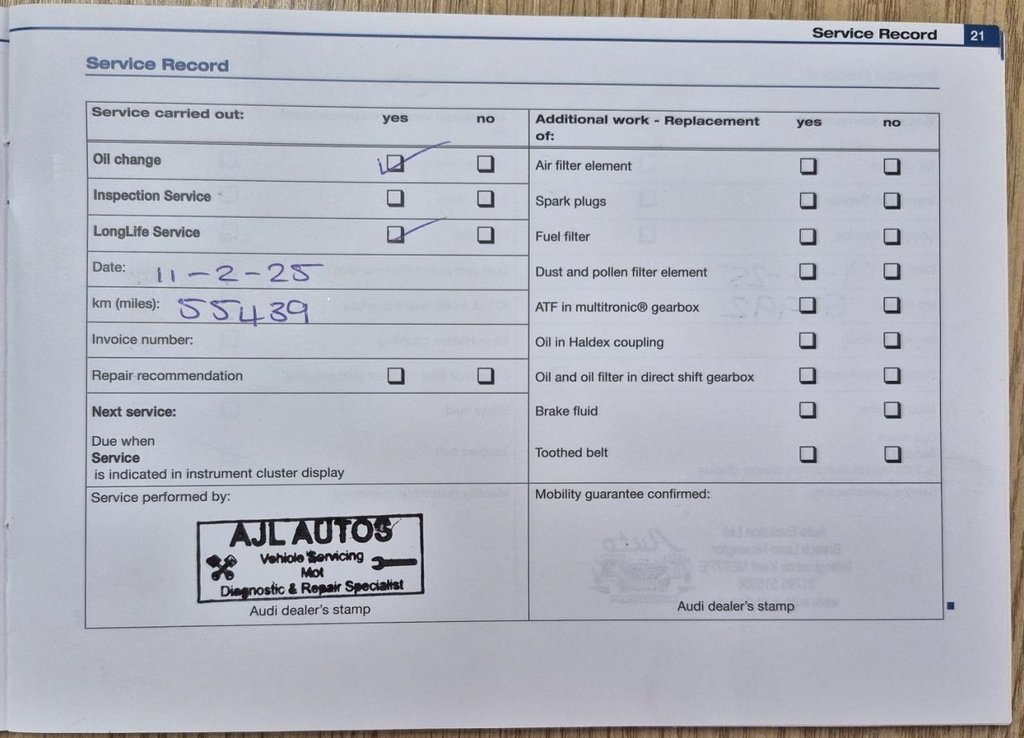 Service Record 21
Service Record
Service carried out: yes no
Oil change
Inspection Service
LongLife Service
Date: 11-2-25
km (miles): 55439
Invoice number:
Repair recommendation
Next service:
Due when
Service
is indicated in instrument cluster display
Service performed by:
AJL AUTOS
Vehicle Servicing
Mot
Diagnostic & Repair Specialist
Audi dealer's stamp
Additional work - Replacement yes no
of:
Air filter element
Spark plugs
Fuel filter
Dust and pollen filter element
ATF in multitronic® gearbox
Oil in Haldex coupling
Oil and oil filter in direct shift gearbox
Brake fluid
Toothed belt
Mobility guarantee confirmed:
Audi dealer's stamp